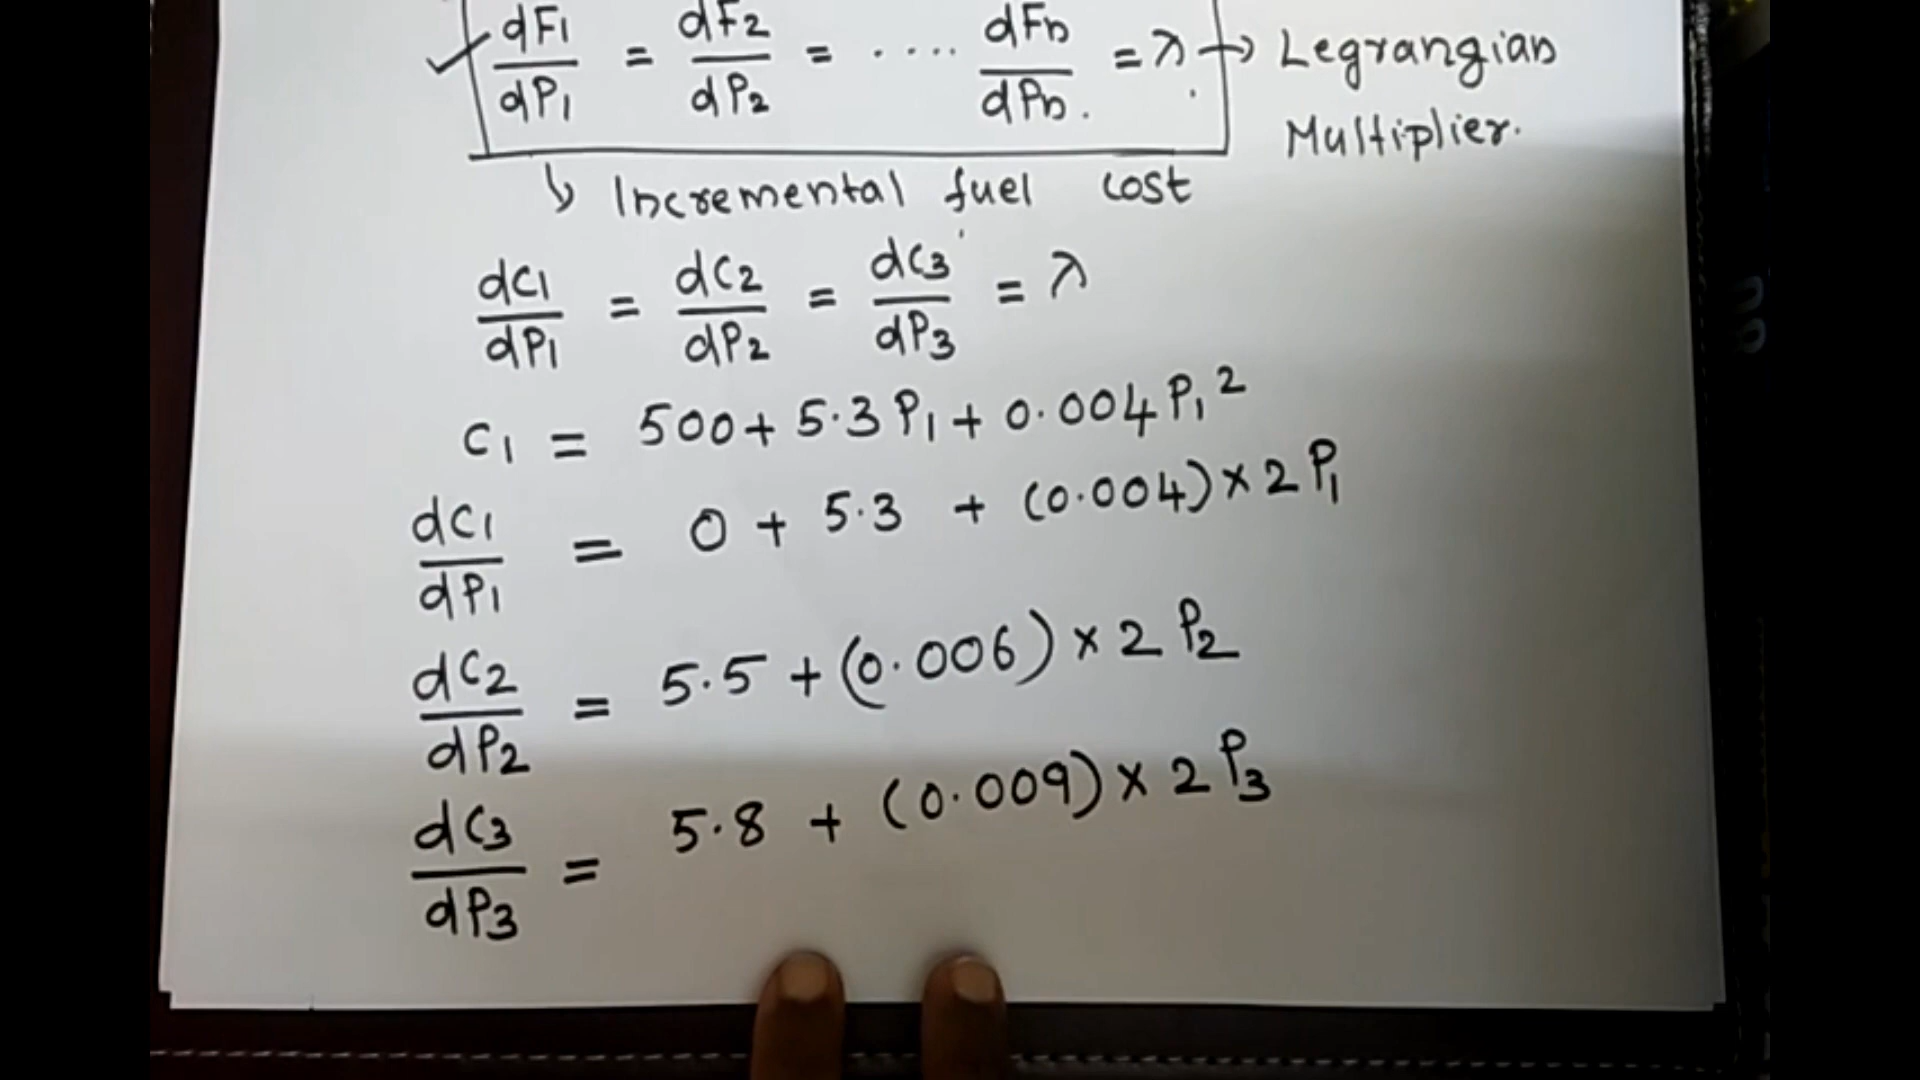 dF1/dP1 = dF2/dP2 = .... dFn/dPn. = λ → Legrangian
Multiplier.
↳ Incremental fuel cost
dC1/dP1 = dC2/dP2 = dC3/dP3 = λ
C1 = 500 + 5.3 P1 + 0.004 P1²
dC1/dP1 = 0 + 5.3 + (0.004) × 2 P1
dC2/dP2 = 5.5 + (0.006) × 2 P2
dC3/dP3 = 5.8 + (0.009) × 2 P3